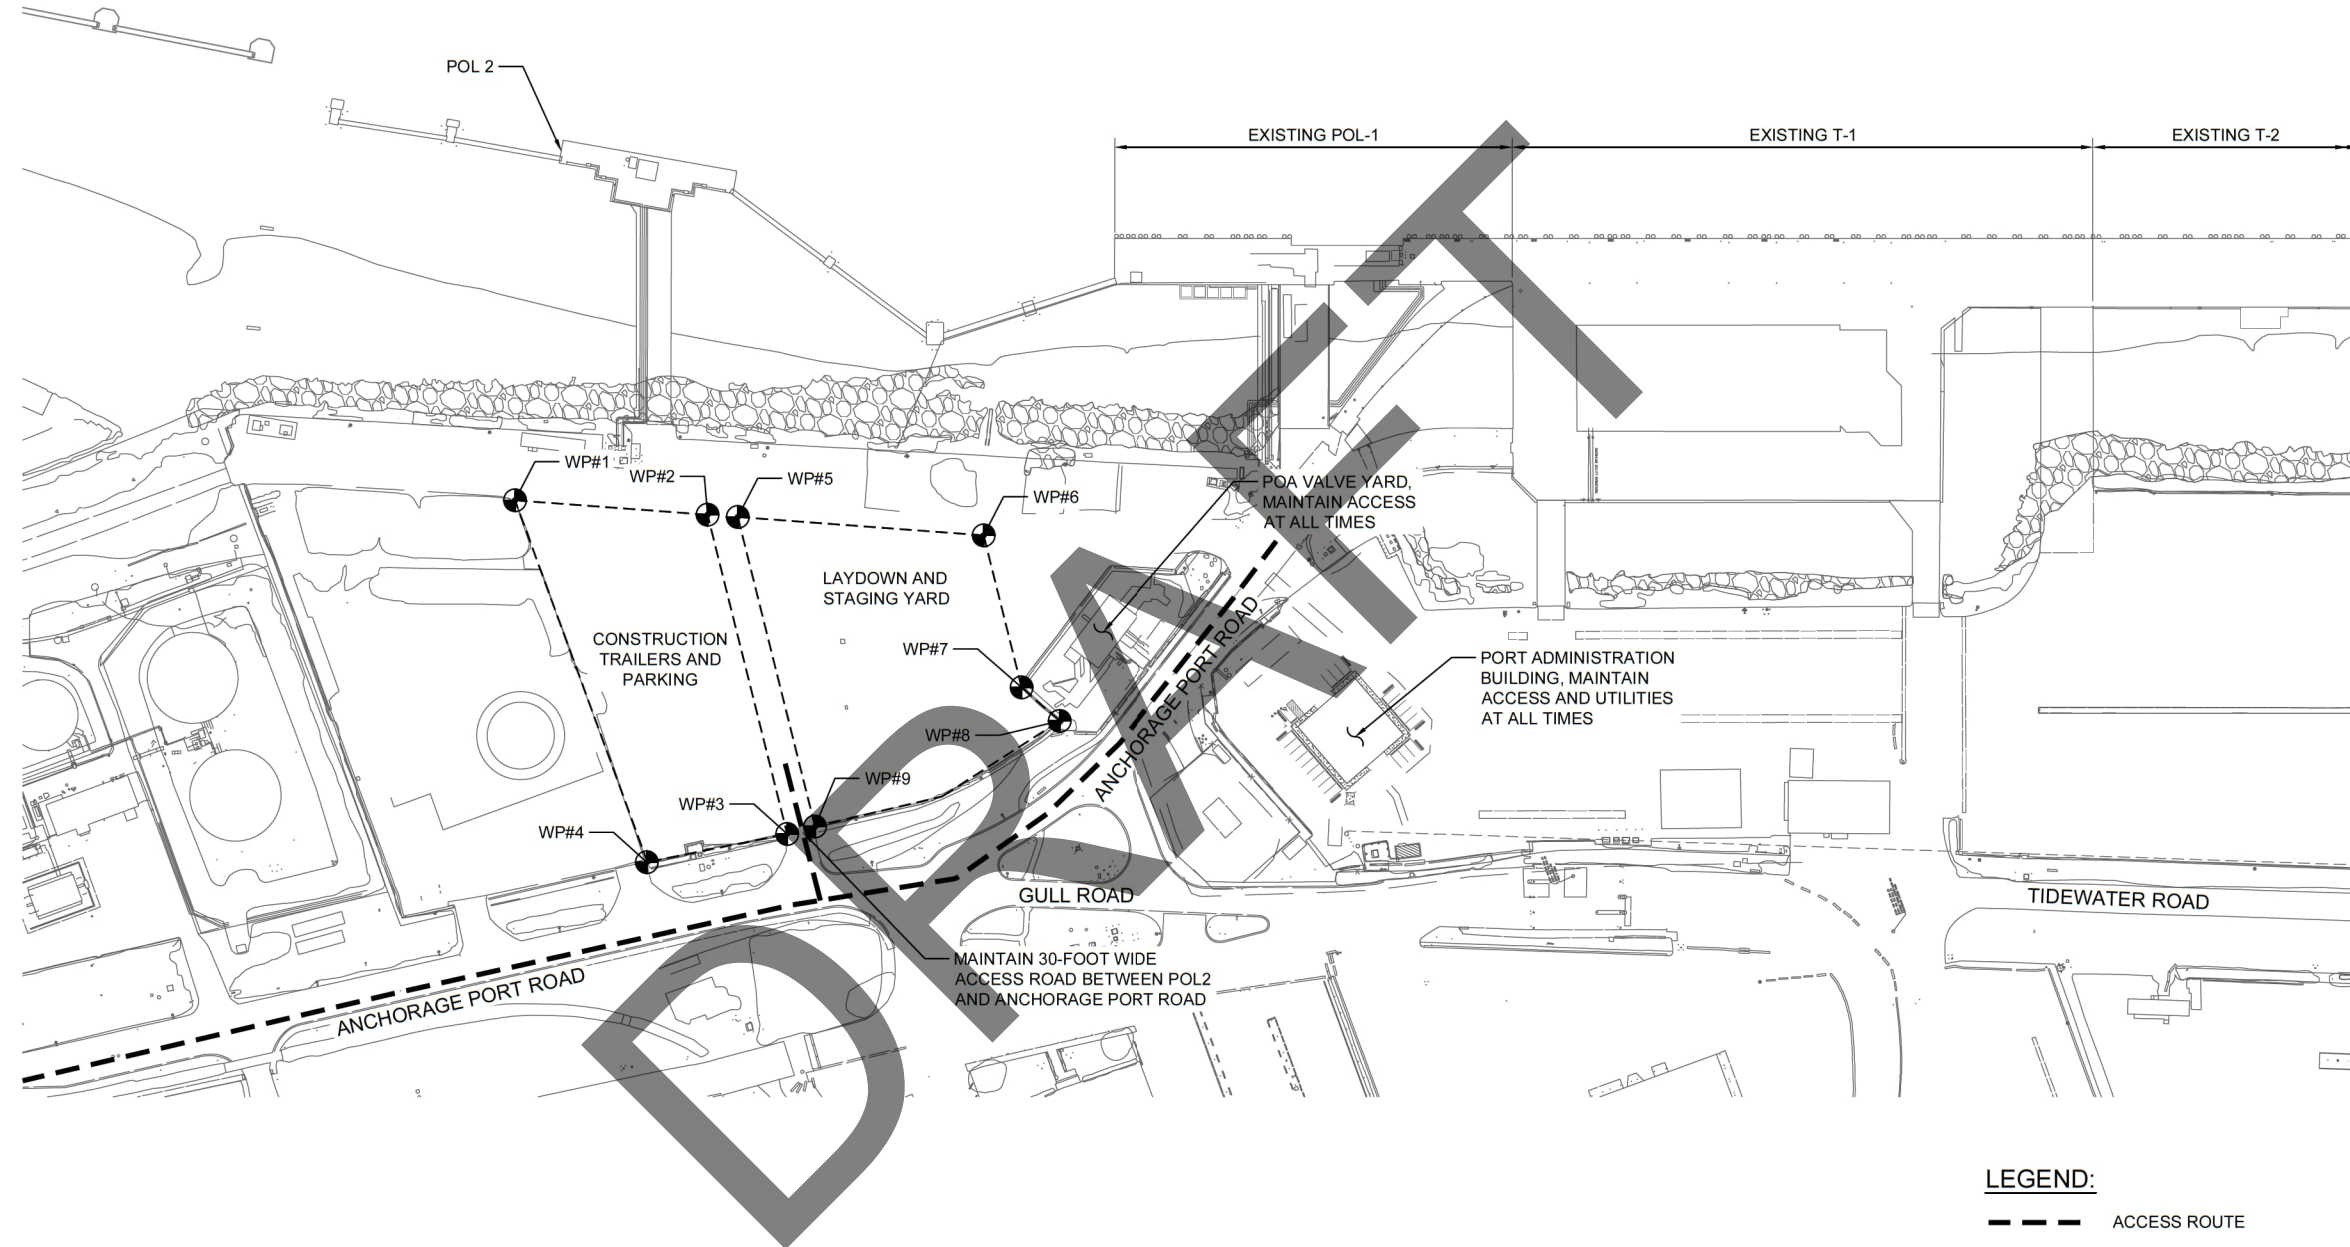 POL 2
EXISTING POL-1
EXISTING T-1
EXISTING T-2
WP#1
WP#2
WP#5
WP#6
POA VALVE YARD,
MAINTAIN ACCESS
AT ALL TIMES
LAYDOWN AND
STAGING YARD
CONSTRUCTION
TRAILERS AND
PARKING
WP#7
WP#8
ANCHORAGE PORT ROAD
PORT ADMINISTRATION
BUILDING, MAINTAIN
ACCESS AND UTILITIES
AT ALL TIMES
WP#9
WP#3
WP#4
GULL ROAD
TIDEWATER ROAD
MAINTAIN 30-FOOT WIDE
ACCESS ROAD BETWEEN POL2
AND ANCHORAGE PORT ROAD
ANCHORAGE PORT ROAD
DRAFT
LEGEND:
ACCESS ROUTE